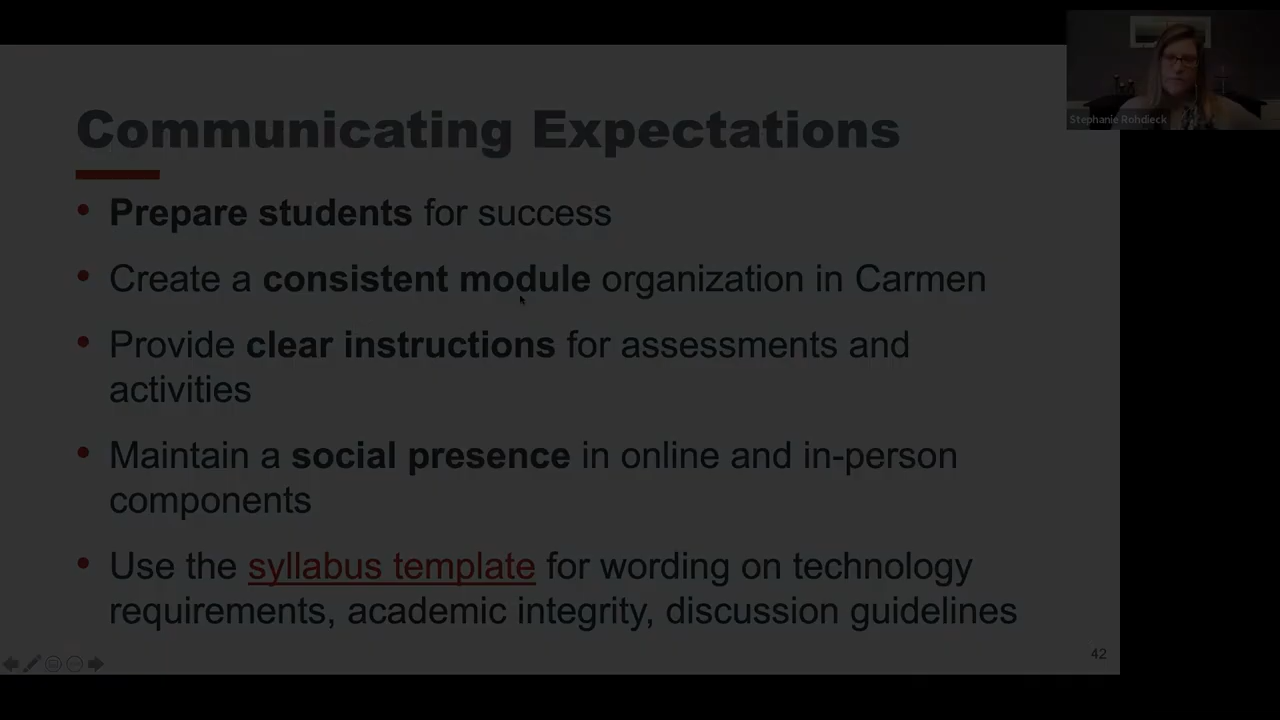 Communicating Expectations
Stephanie Rohdieck
• Prepare students for success
• Create a consistent module organization in Carmen
• Provide clear instructions for assessments and
activities
• Maintain a social presence in online and in-person
components
• Use the syllabus template for wording on technology
requirements, academic integrity, discussion guidelines
42